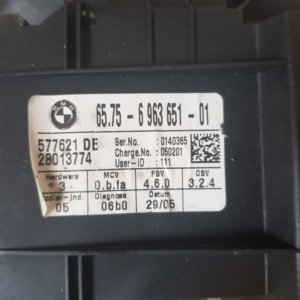 BMW
65.75 - 6 963 651 - 01
577621 DE
28013774
Ser.No. : 0140365
Charge.No. : 050201
User-ID : 111
Hardware MCV FSV OSV
3 0.b.fa 4.6.0 3.2.4
Codier-ind. Diagnose Datum
05 06b0 29/05